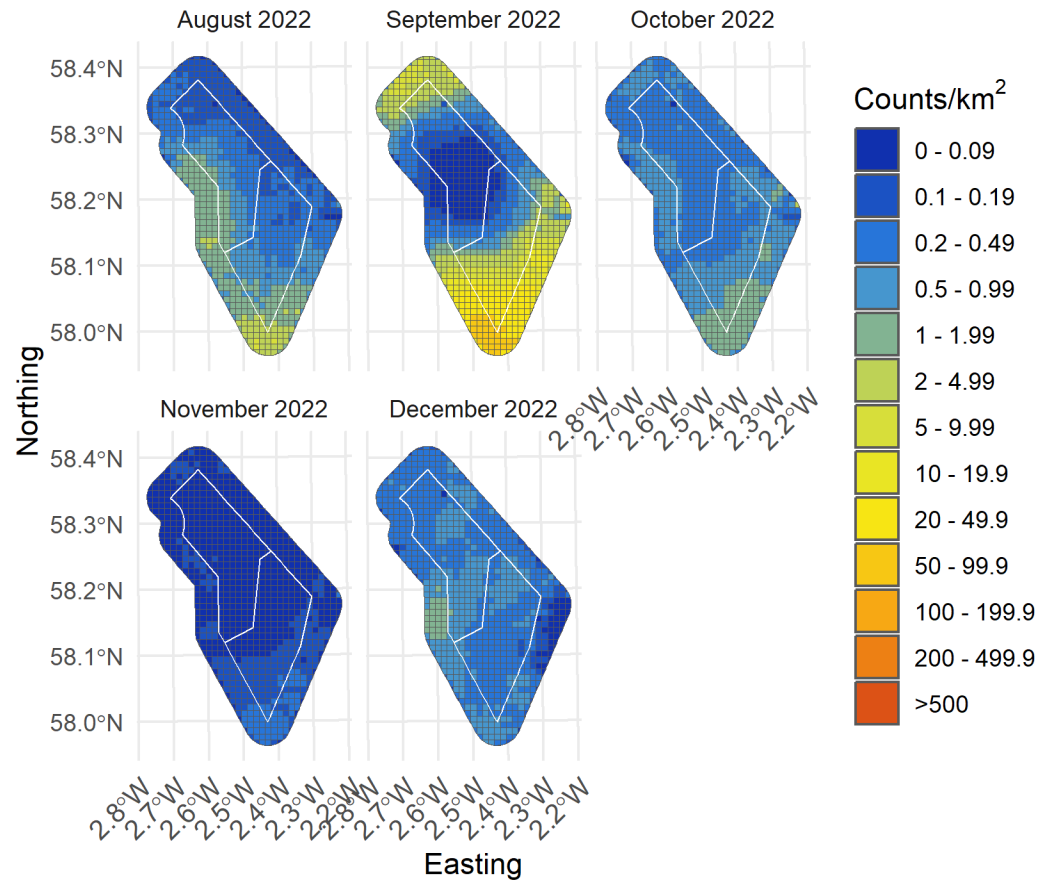 August 2022
September 2022
October 2022
58.4°N
58.3°N
58.2°N
58.1°N
58.0°N
2.8°W
2.7°W
2.6°W
2.5°W
2.4°W
2.3°W
2.2°W
November 2022
December 2022
58.4°N
58.3°N
58.2°N
58.1°N
58.0°N
2.8°W
2.7°W
2.6°W
2.5°W
2.4°W
2.3°W
2.2°W
2.8°W
2.7°W
2.6°W
2.5°W
2.4°W
2.3°W
2.2°W
Northing
Easting
Counts/km²
0 - 0.09
0.1 - 0.19
0.2 - 0.49
0.5 - 0.99
1 - 1.99
2 - 4.99
5 - 9.99
10 - 19.9
20 - 49.9
50 - 99.9
100 - 199.9
200 - 499.9
>500